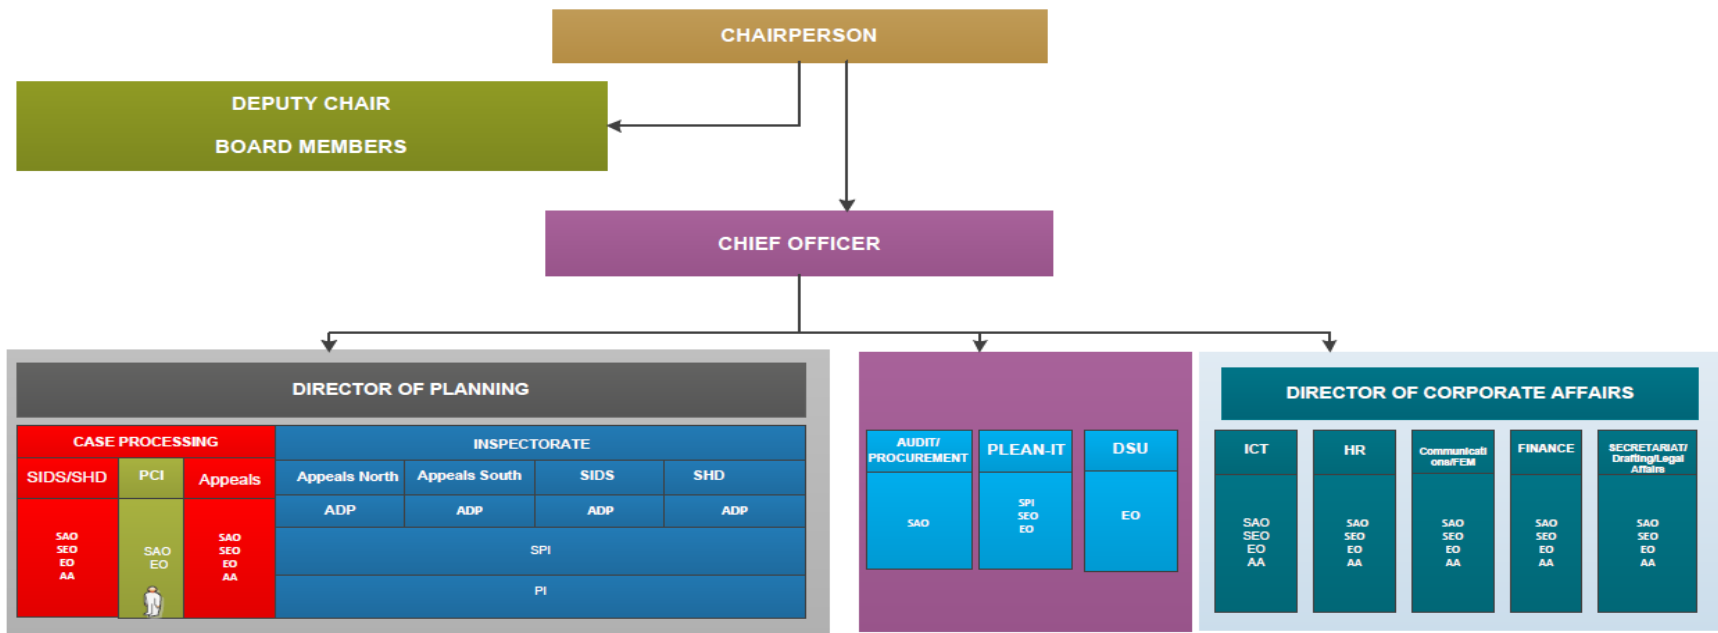 CHAIRPERSON
DEPUTY CHAIR
BOARD MEMBERS
CHIEF OFFICER
DIRECTOR OF PLANNING
CASE PROCESSING
SIDS/SHD
PCI
Appeals
SAO
SEO
EO
AA
SAO
EO
SAO
SEO
EO
AA
INSPECTORATE
Appeals North
Appeals South
SIDS
SHD
ADP
ADP
ADP
ADP
SPI
PI
AUDIT/
PROCUREMENT
SAO
PLEAN-IT
SPI
SEO
EO
DSU
EO
DIRECTOR OF CORPORATE AFFAIRS
ICT
SAO
SEO
EO
AA
HR
SAO
SEO
EO
AA
Communicati
ons/FEM
SAO
SEO
EO
AA
FINANCE
SAO
SEO
EO
AA
SECRETARIAT/
Drafting/Legal
Affairs
SAO
SEO
EO
AA